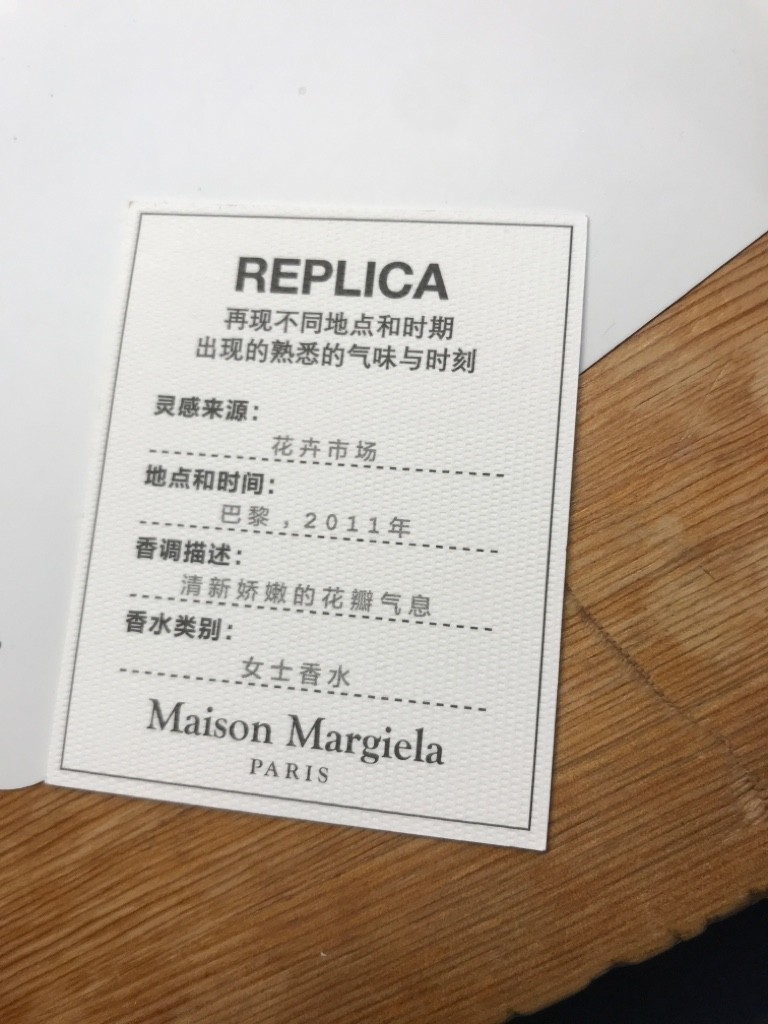 REPLICA
再现不同地点和时期
出现的熟悉的气味与时刻
灵感来源：
花卉市场
地点和时间：
巴黎，2011年
香调描述：
清新娇嫩的花瓣气息
香水类别：
女士香水
Maison Margiela
PARIS